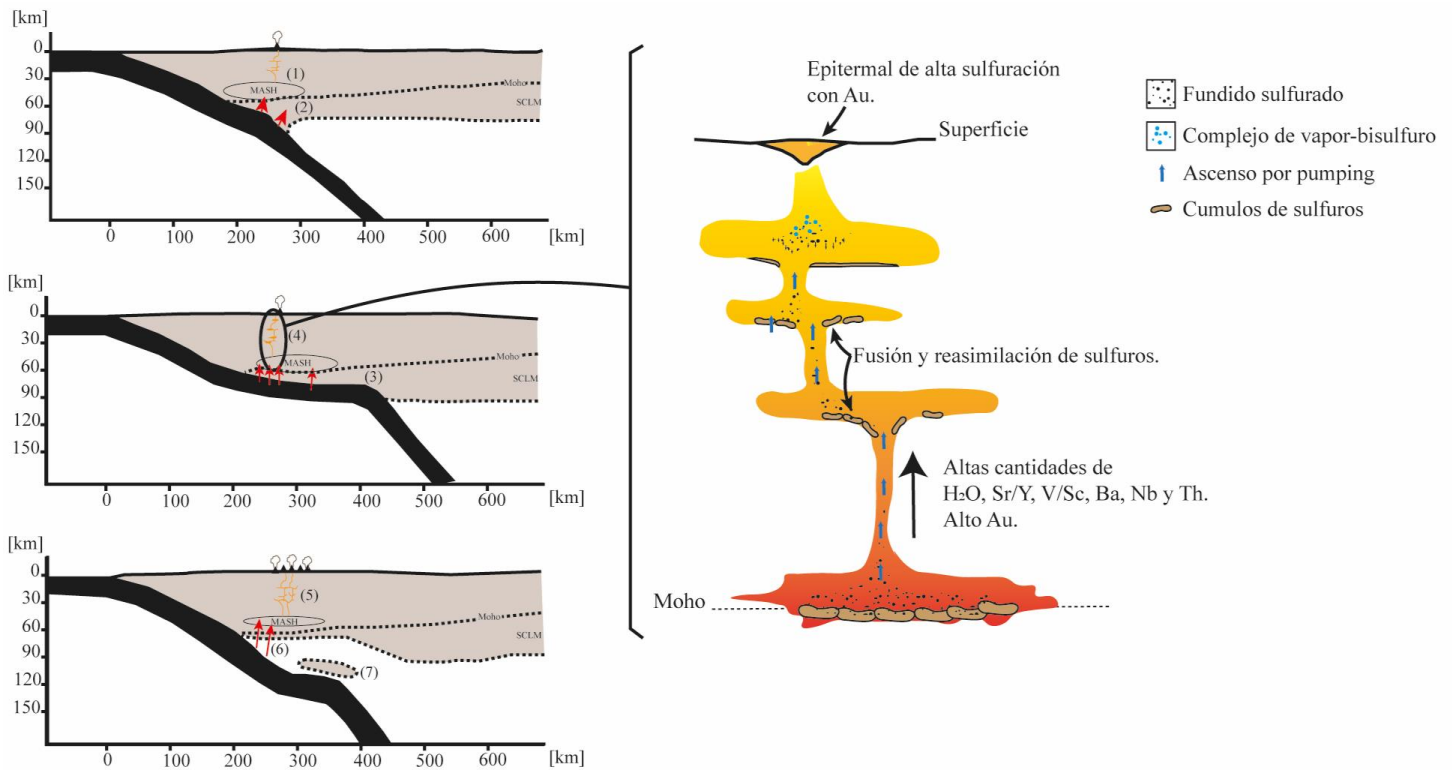 [km]
0
30
60
90
150
(1)
MASH
(2)
Moho
SCLM
0 100 200 300 400 500 600 [km]
[km]
0
30
60
90
150
(4)
MASH
(3)
Moho
SCLM
0 100 200 300 400 500 600 [km]
[km]
0
30
60
90
120
150
(5)
MASH
(6)
(7)
Moho
SCLM
0 100 200 300 400 500 600 [km]
Epitermal de alta sulfuración
con Au.
Superficie
Fusión y reasimilación de sulfuros.
Altas cantidades de
H₂O, Sr/Y, V/Sc, Ba, Nb y Th.
Alto Au.
Moho
Fundido sulfurado
Complejo de vapor-bisulfuro
Ascenso por pumping
Cumulos de sulfuros